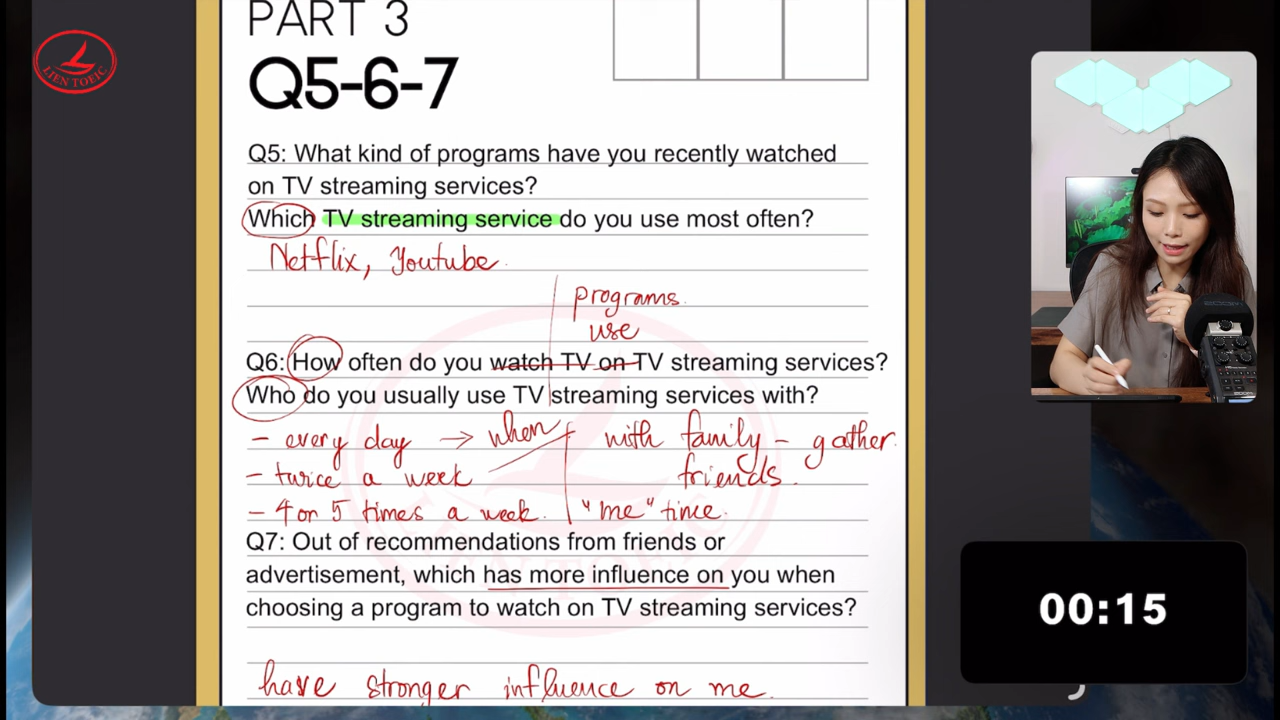 PART 3
LIEN TOEIC
Q5-6-7
Q5: What kind of programs have you recently watched
on TV streaming services?
Which TV streaming service do you use most often?
Netflix, Youtube.
programs.
use
Q6: How often do you watch TV on TV streaming services?
Who do you usually use TV streaming services with?
- every day → when with family - gather.
- twice a week friends.
- 4 or 5 times a week. "me" time.
Q7: Out of recommendations from friends or
advertisement, which has more influence on you when
choosing a program to watch on TV streaming services?
00:15
have stronger influence on me.